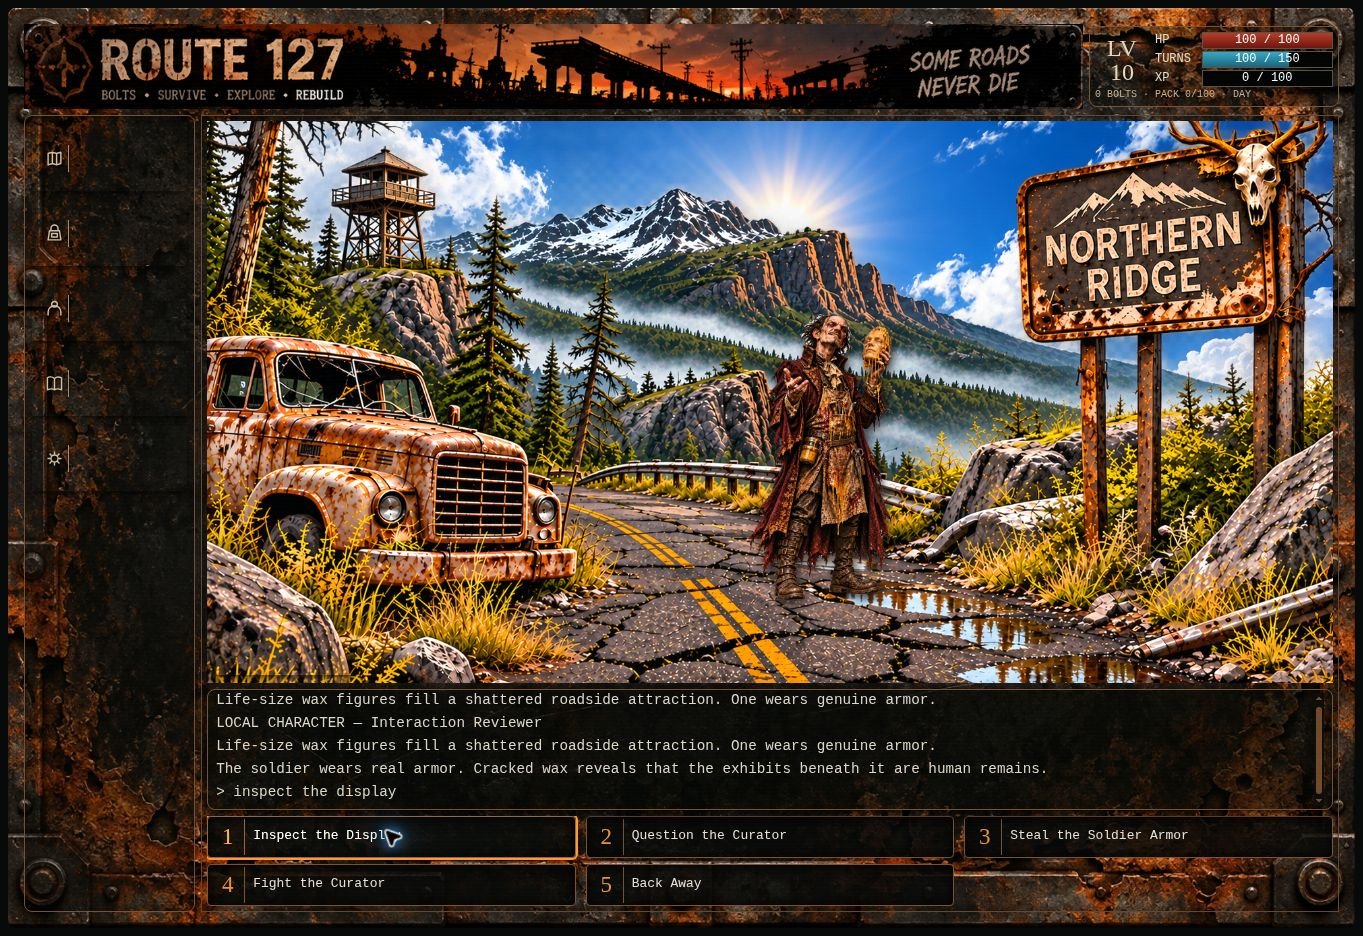 ROUTE 127
BOLTS • SURVIVE • EXPLORE • REBUILD
SOME ROADS
NEVER DIE
LV
10
HP 100 / 100
TURNS 100 / 150
XP 0 / 100
0 BOLTS · PACK 0/100 · DAY
NORTHERN
RIDGE
Life-size wax figures fill a shattered roadside attraction. One wears genuine armor.
LOCAL CHARACTER — Interaction Reviewer
Life-size wax figures fill a shattered roadside attraction. One wears genuine armor.
The soldier wears real armor. Cracked wax reveals that the exhibits beneath it are human remains.
> inspect the display
1 Inspect the Displ
2 Question the Curator
3 Steal the Soldier Armor
4 Fight the Curator
5 Back Away